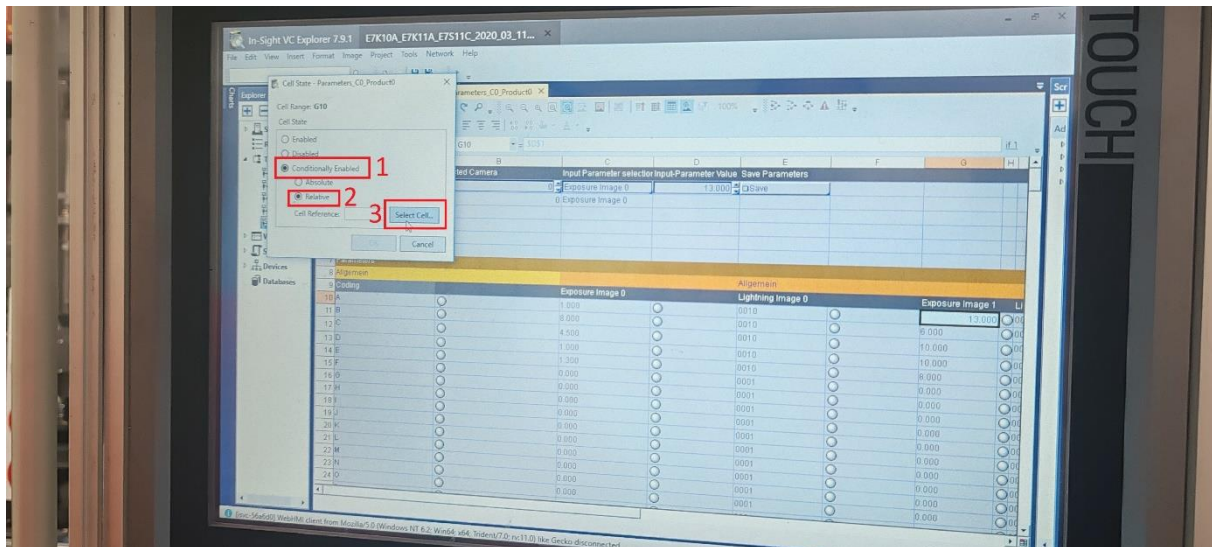 In-Sight VC Explorer 7.9.1 E7K10A_E7K11A_E7S11C_2020_03_11... ×
File Edit View Insert Format Image Project Tools Network Help
Cell State - Parameters_C0_Product0 ×
Cell Range: G10
Cell State
Enabled
Disabled
Conditionally Enabled 1
Absolute
Relative 2
Cell Reference: 3 Select Cell...
Cancel
Charts
Explorer
Devices
Databases
arameters_C0_Product0 ×
100%
G10
B C D E F G H
ted Camera Input Parameter selection Input-Parameter Value Save Parameters
0 Exposure Image 0 13.000 Save
0 Exposure Image 0
8 Allgemein Allgemein
9 Coding Exposure Image 0 Lightning Image 0 Exposure Image 1 Li
10 A 1.000 0010 13.000
11 B 8.000 0010 6.000
12 C 4.500 0010 10.000
13 D 1.000 0010 10.000
14 E 1.300 0010 8.000
15 F 0.000 0001 0.000
16 G 0.000 0001 0.000
17 H 0.000 0001 0.000
18 I 0.000 0001 0.000
19 J 0.000 0001 0.000
20 K 0.000 0001 0.000
21 L 0.000 0001 0.000
22 M 0.000 0001 0.000
23 N 0.000 0001 0.000
24 O 0.000 0001 0.000
WebHMI client from Mozilla/5.0 (Windows NT 6.2; Win64; x64; Trident/7.0; rv:11.0) like Gecko disconnected
Scr
Ad
TOUCH